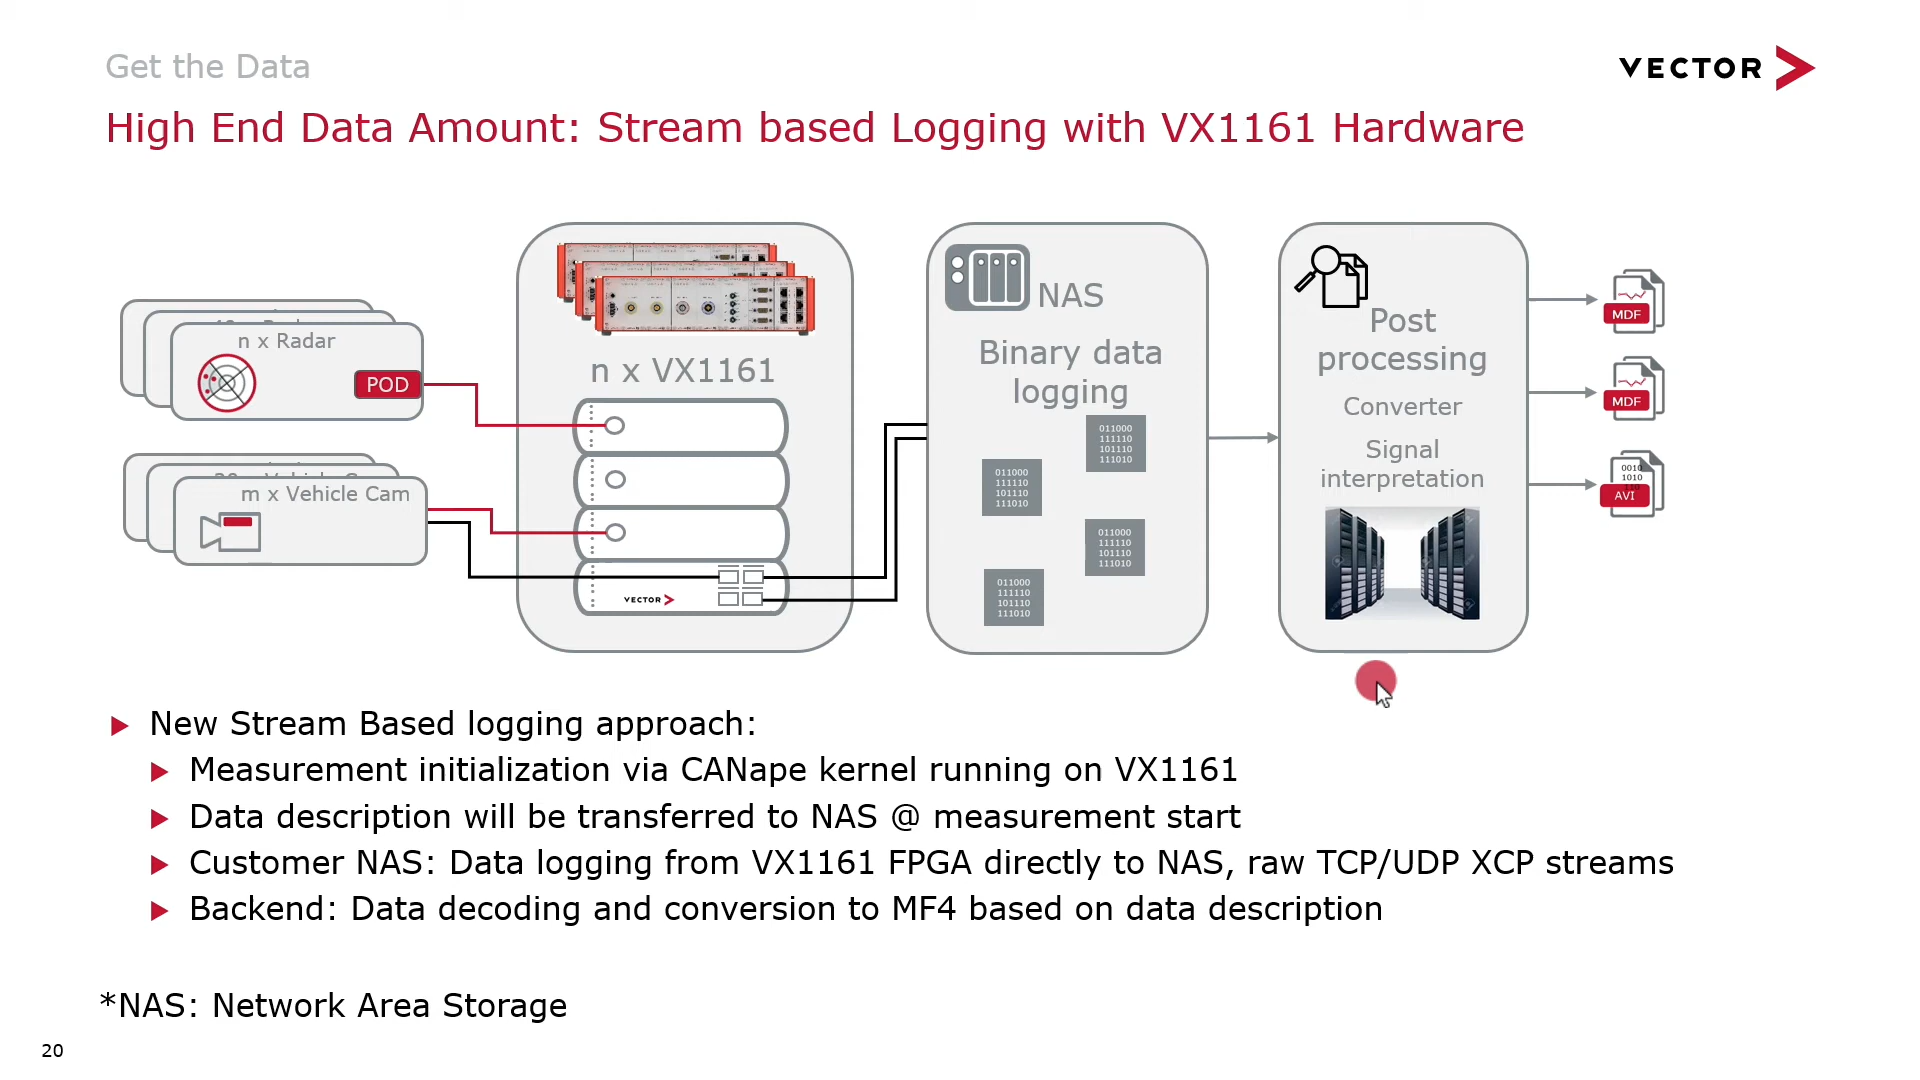 Get the Data
VECTOR
High End Data Amount: Stream based Logging with VX1161 Hardware
n x Radar
POD
m x Vehicle Cam
n x VX1161
VECTOR
NAS
Binary data
logging
011000
111110
101110
111010
011000
111110
101110
111010
011000
111110
101110
111010
011000
111110
101110
111010
Post
processing
Converter
Signal
interpretation
MDF
MDF
0010
1010
110
AVI
New Stream Based logging approach:
Measurement initialization via CANape kernel running on VX1161
Data description will be transferred to NAS @ measurement start
Customer NAS: Data logging from VX1161 FPGA directly to NAS, raw TCP/UDP XCP streams
Backend: Data decoding and conversion to MF4 based on data description
*NAS: Network Area Storage
20